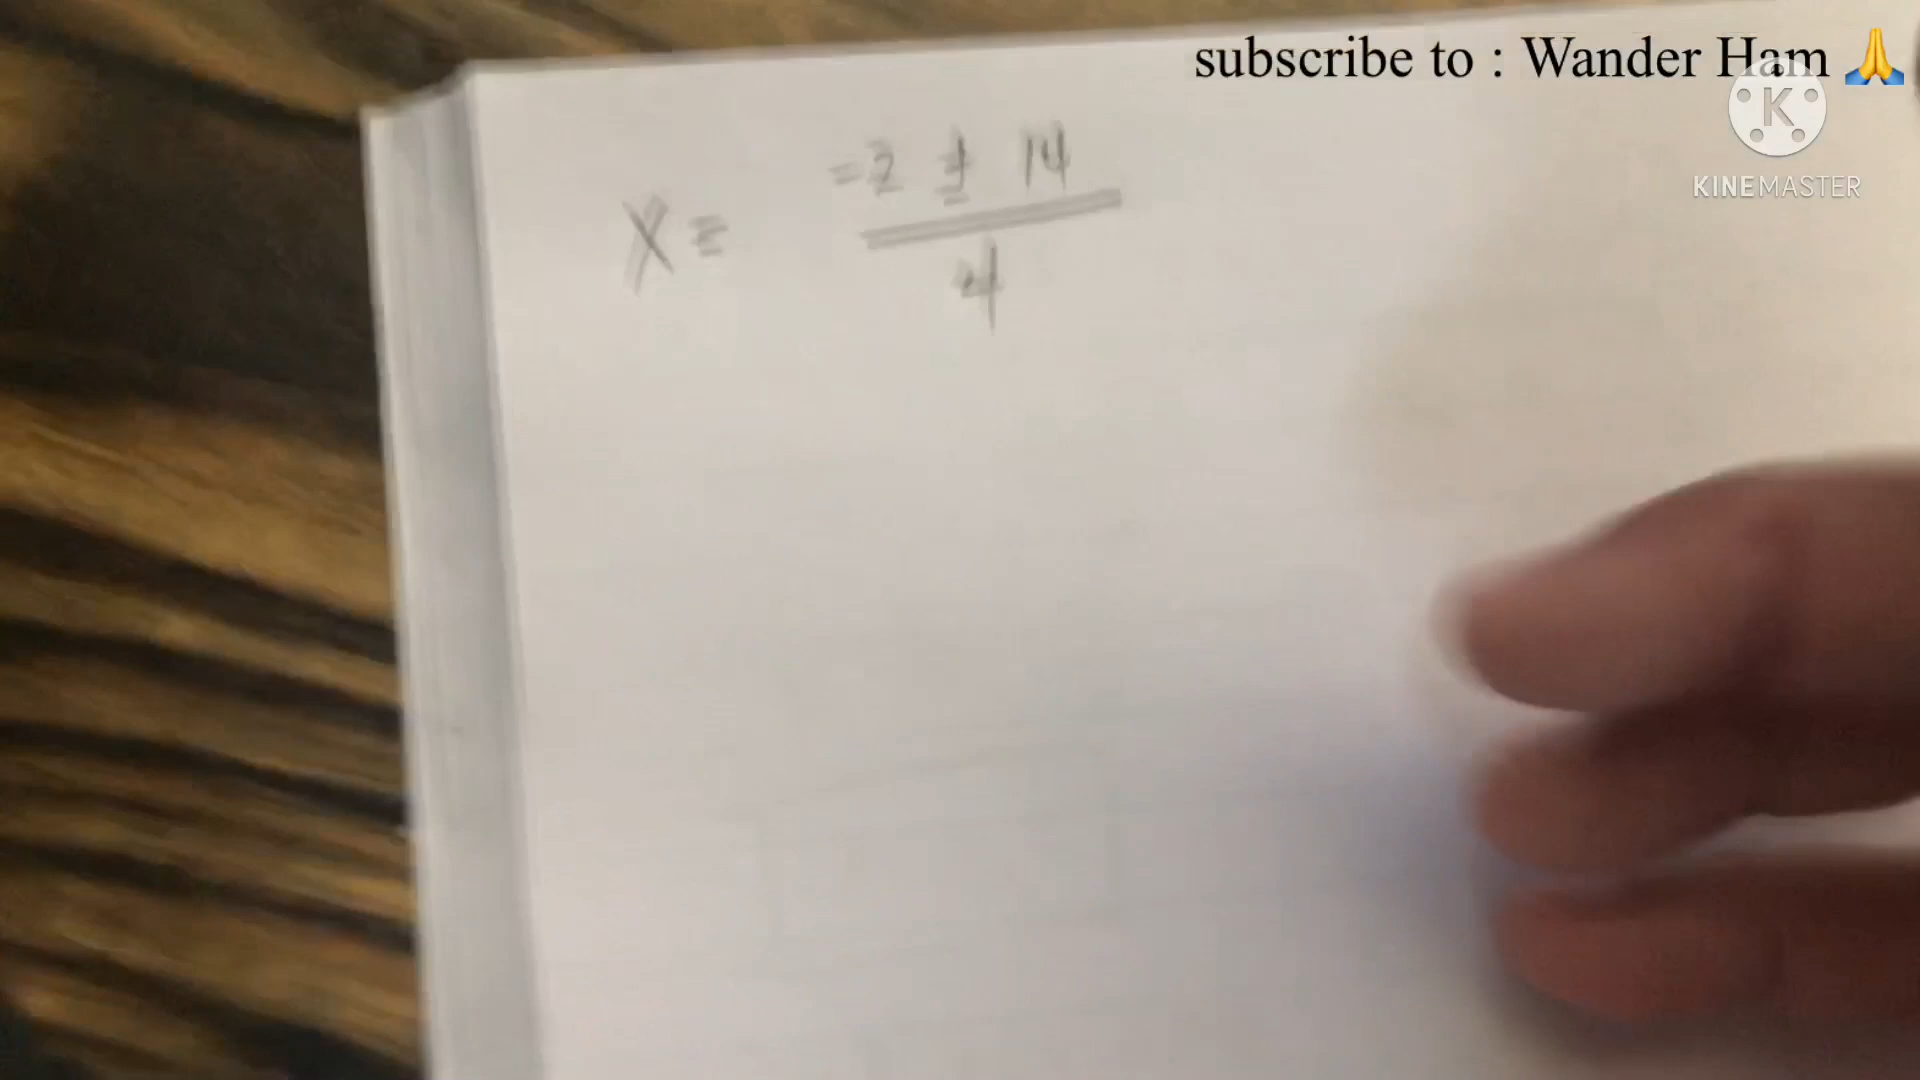 subscribe to : Wander Ham 🙏
KINEMASTER
-2 ± 14
X =
4